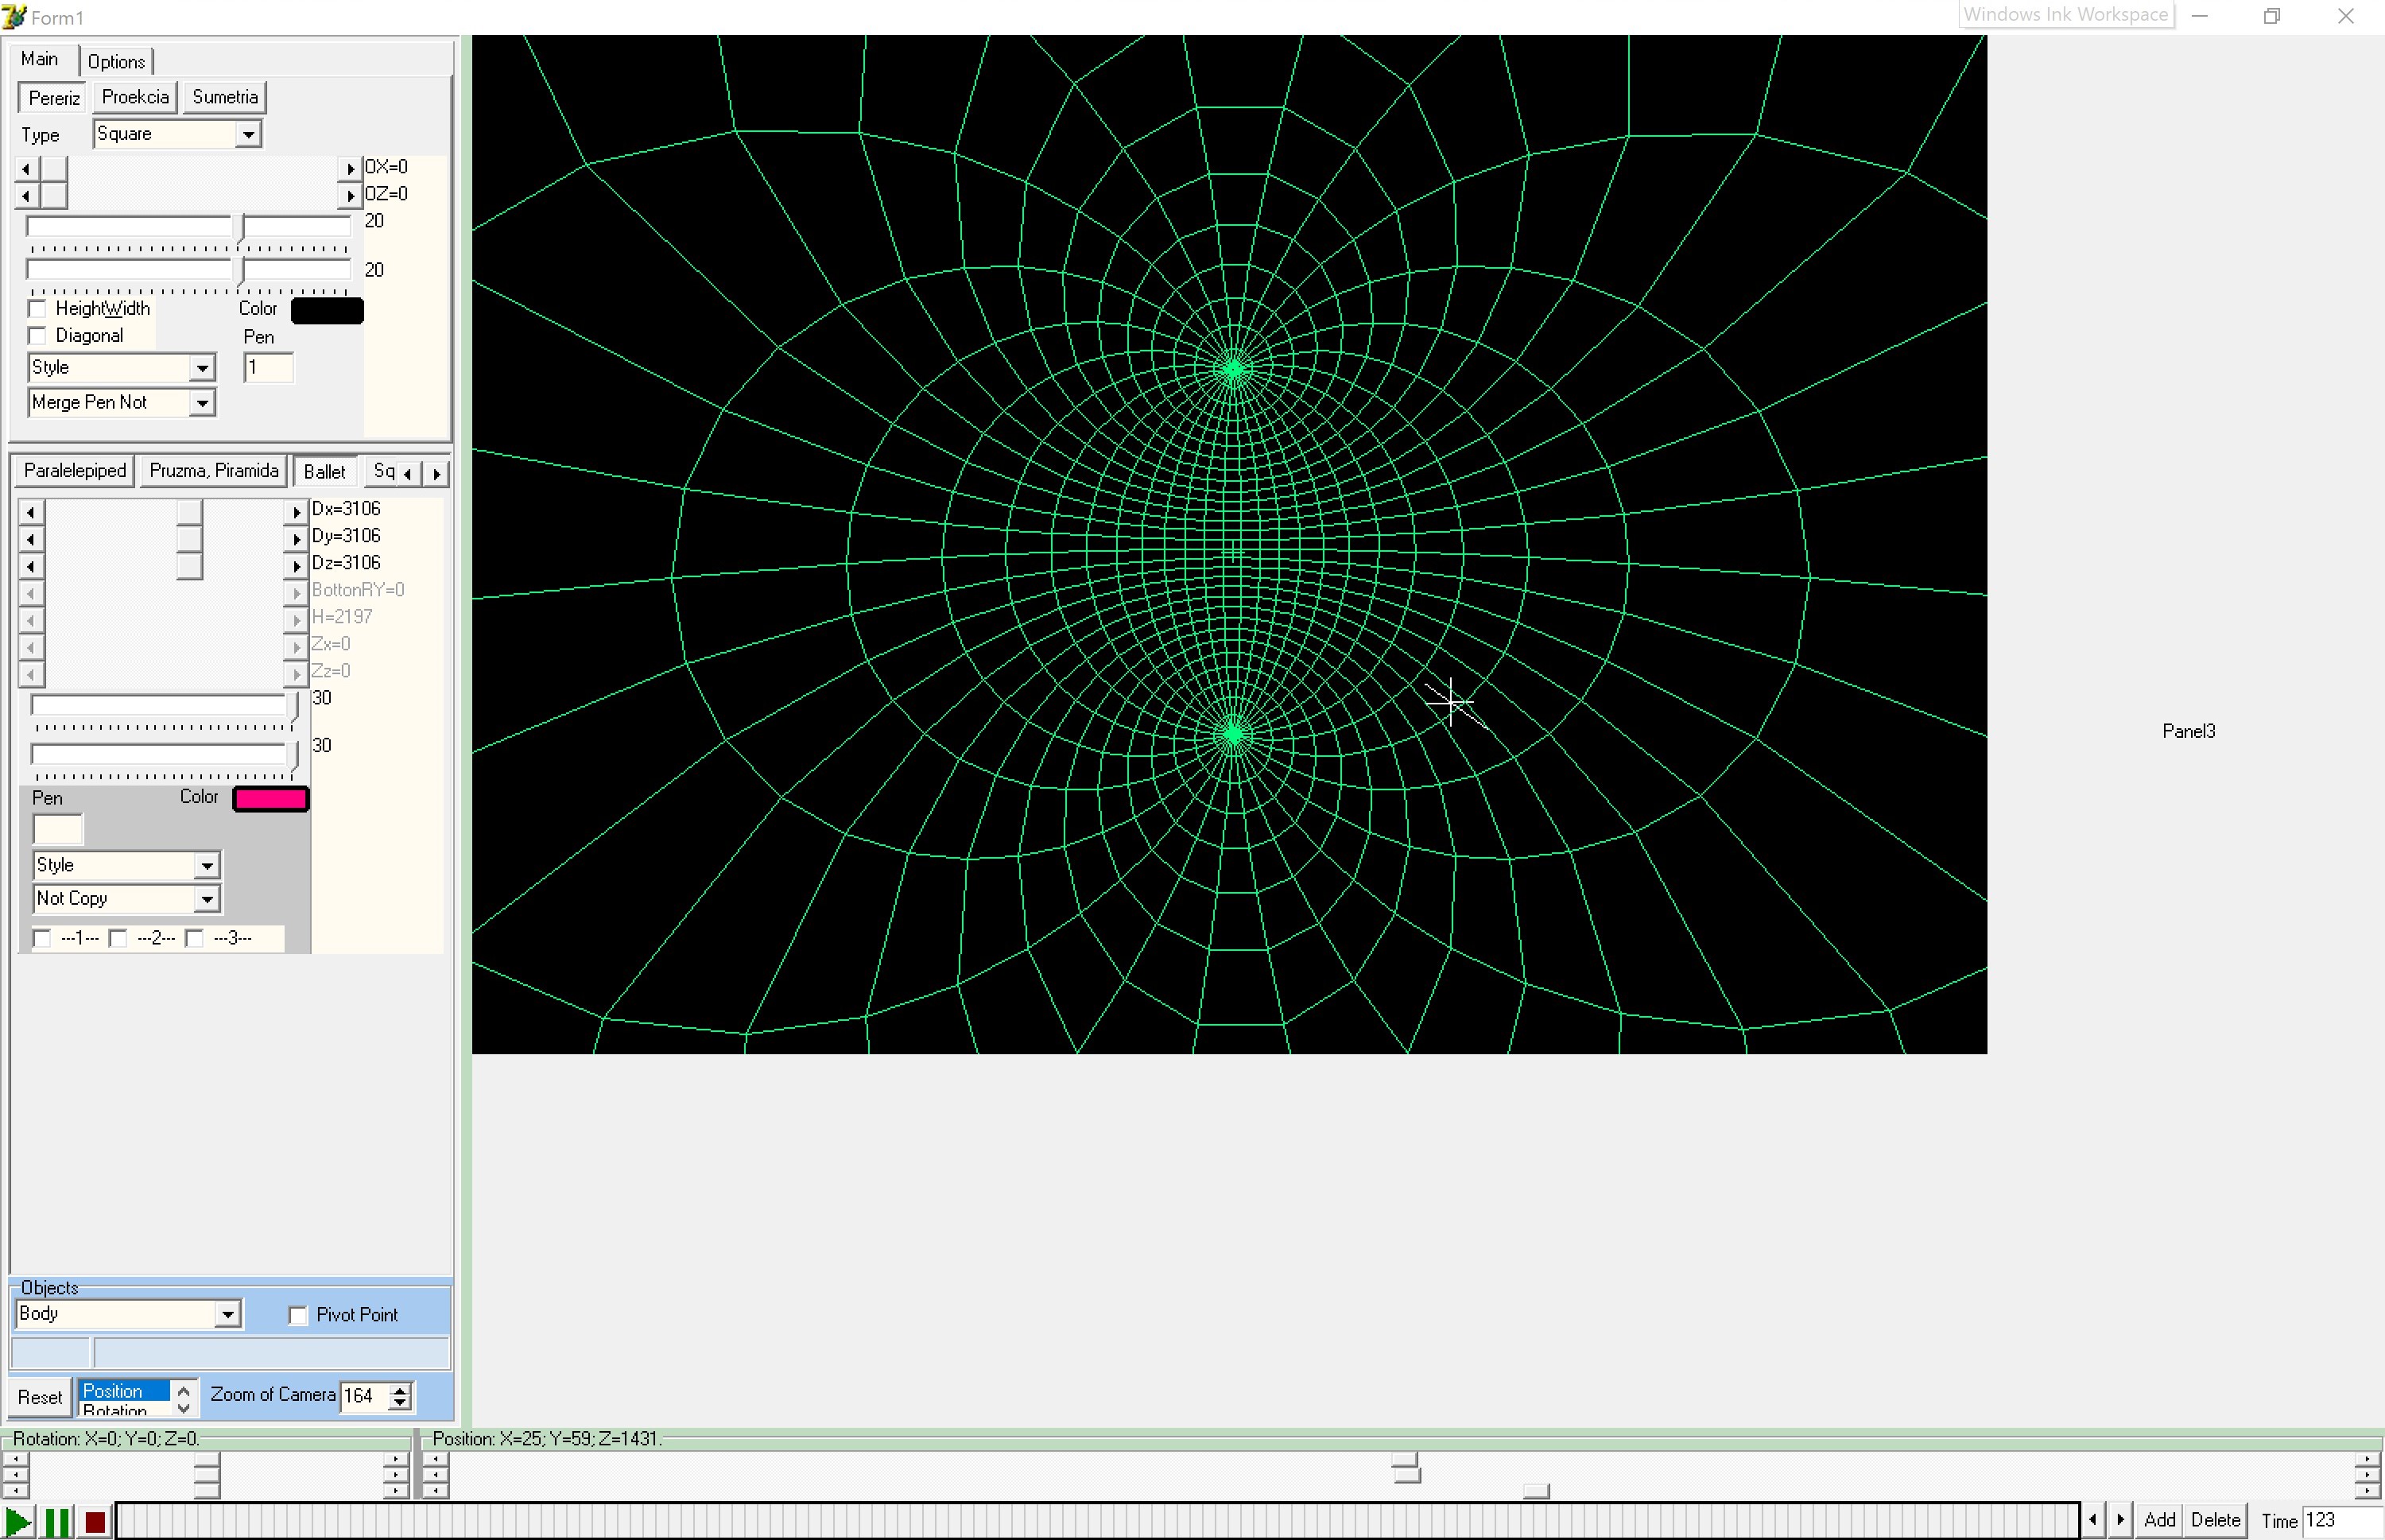 Form1
Windows Ink Workspace
Main Options
Pereriz Proekcia Sumetria
Type Square
OX=0
OZ=0
20
20
HeightWidth Color
Diagonal Pen
Style 1
Merge Pen Not
Paralelepiped Pruzma, Piramida Ballet Sq
Dx=3106
Dy=3106
Dz=3106
BottonRY=0
H=2197
Zx=0
Zz=0
30
30
Pen Color
Style
Not Copy
---1--- ---2--- ---3---
Panel3
Objects
Body Pivot Point
Reset Position Zoom of Camera 164
Rotation
Rotation: X=0; Y=0; Z=0. Position: X=25; Y=59; Z=1431.
Add Delete Time 123